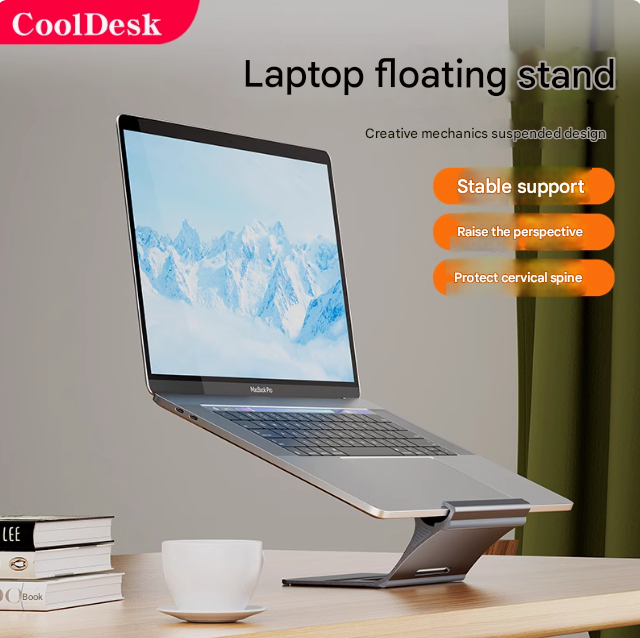 CoolDesk
Laptop floating stand
Creative mechanics suspended design
Stable support
Raise the perspective
Protect cervical spine
MacBook Pro
LEE
Book